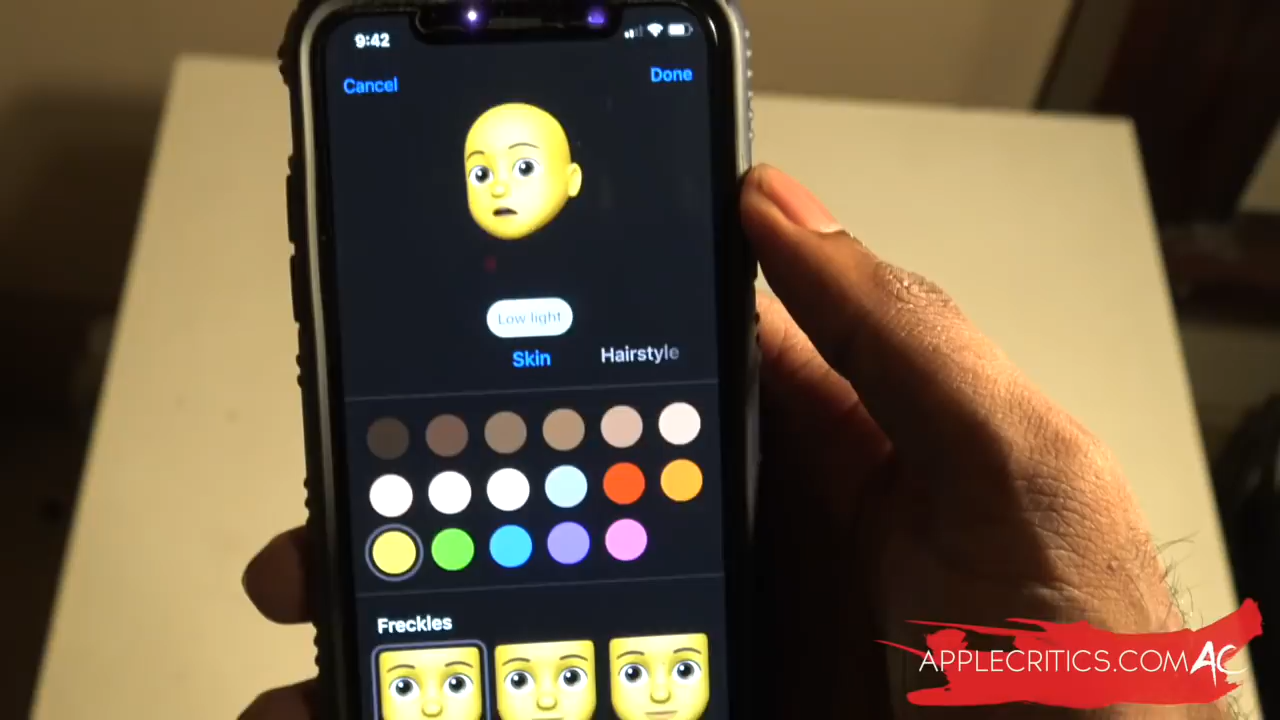 9:42
Cancel
Done
Low light
Skin
Hairstyle
Freckles
APPLECRITICS.COM AC